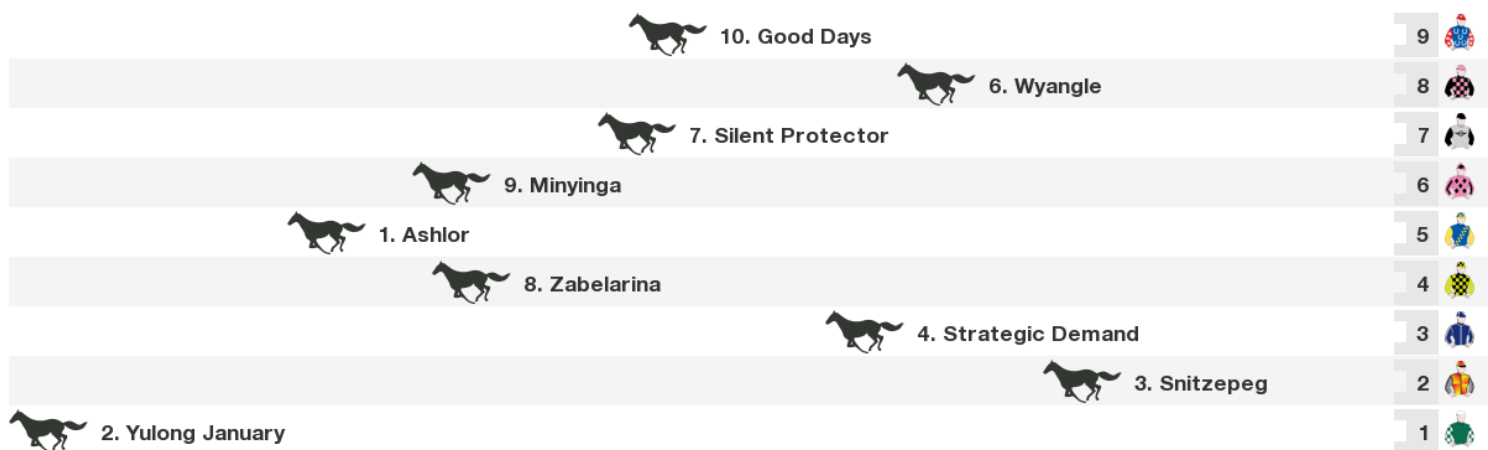 10. Good Days 9
6. Wyangle 8
7. Silent Protector 7
9. Minyinga 6
1. Ashlor 5
8. Zabelarina 4
4. Strategic Demand 3
3. Snitzepeg 2
2. Yulong January 1